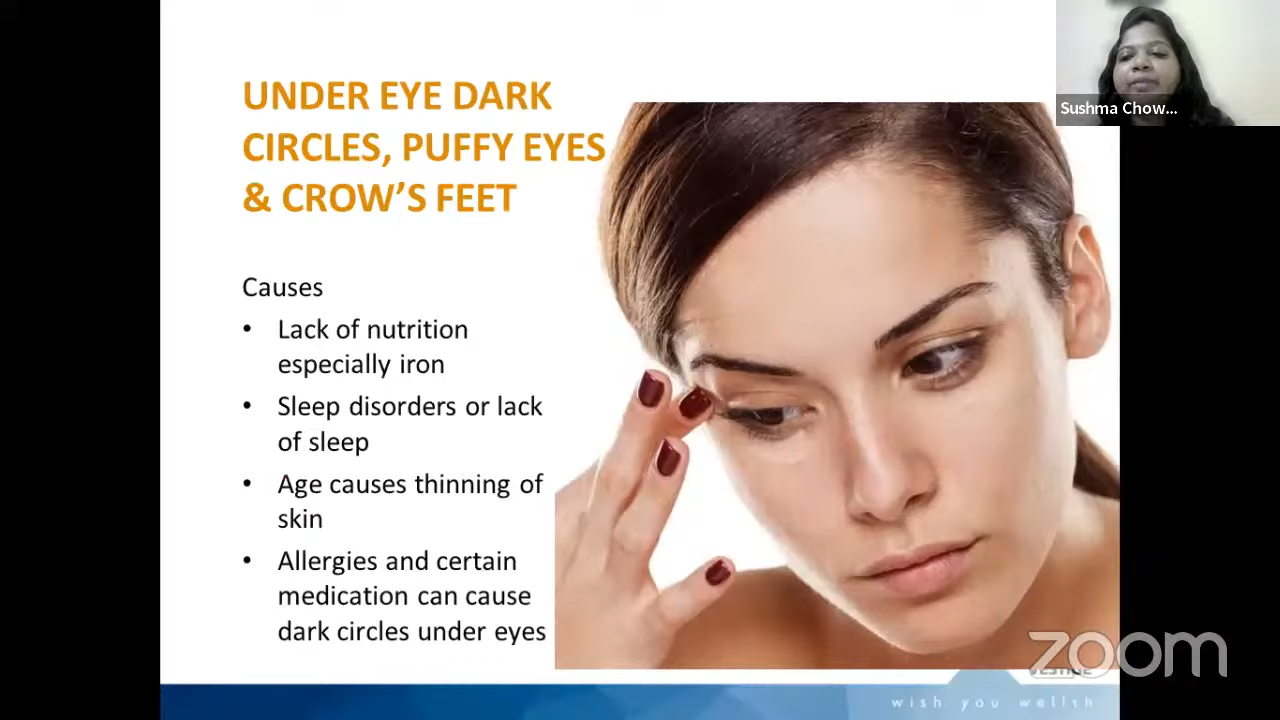 UNDER EYE DARK
CIRCLES, PUFFY EYES
& CROW'S FEET
Causes
• Lack of nutrition
especially iron
• Sleep disorders or lack
of sleep
• Age causes thinning of
skin
• Allergies and certain
medication can cause
dark circles under eyes
Sushma Chow...
zoom
wish you wellth